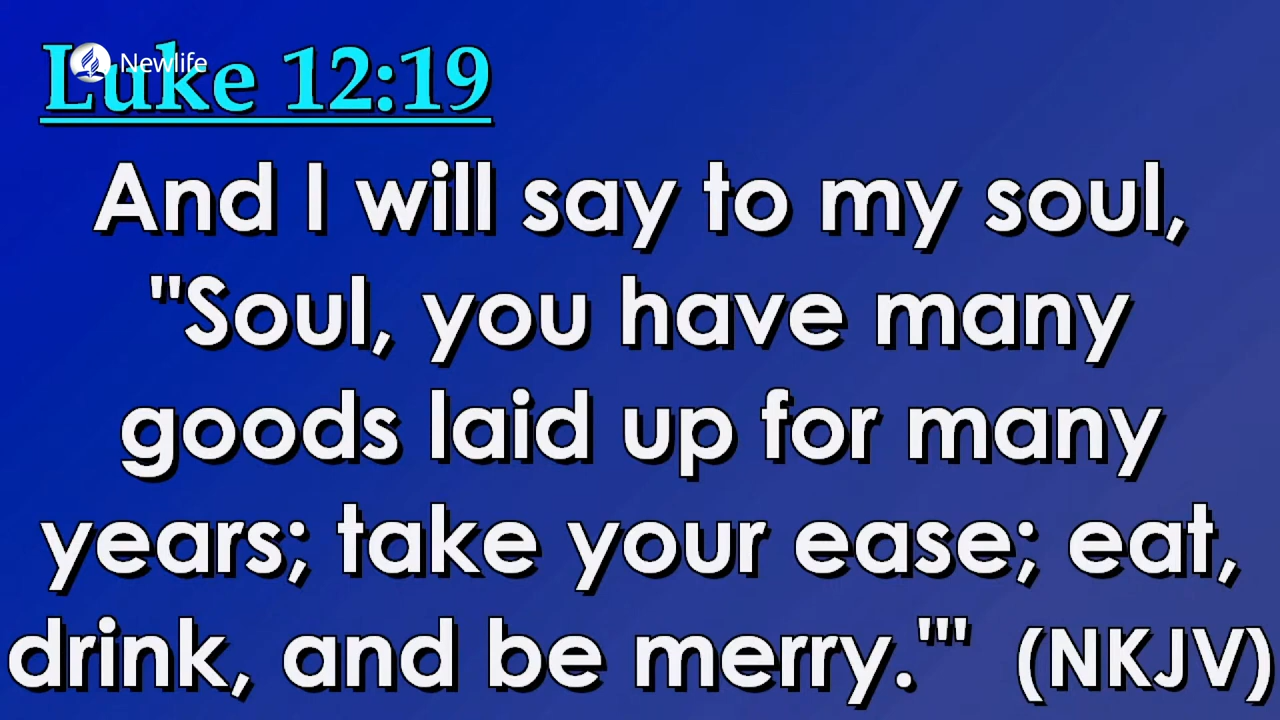 Luke 12:19
Newlife
And I will say to my soul,
"Soul, you have many
goods laid up for many
years; take your ease; eat,
drink, and be merry."' (NKJV)